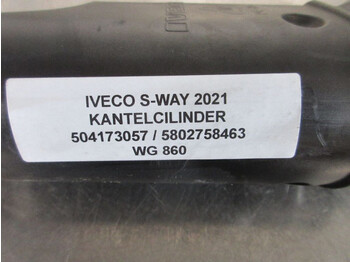 IVECO S-WAY 2021
KANTELCILINDER
504173057 / 5802758463
WG 860